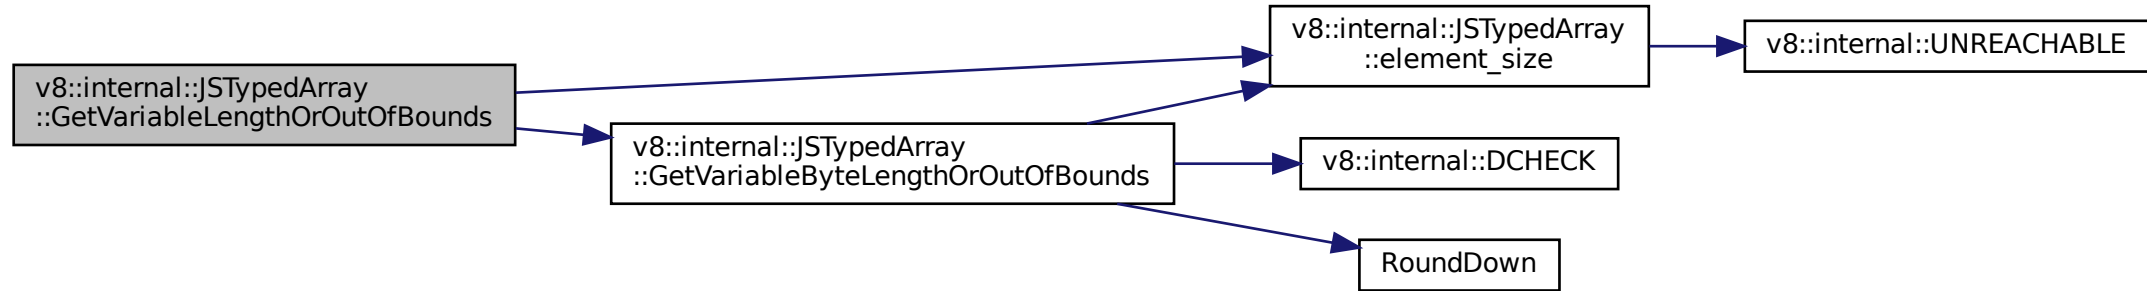 v8::internal::JSTypedArray
::GetVariableLengthOrOutOfBounds
v8::internal::JSTypedArray
::GetVariableByteLengthOrOutOfBounds
v8::internal::JSTypedArray
::element_size
v8::internal::DCHECK
RoundDown
v8::internal::UNREACHABLE